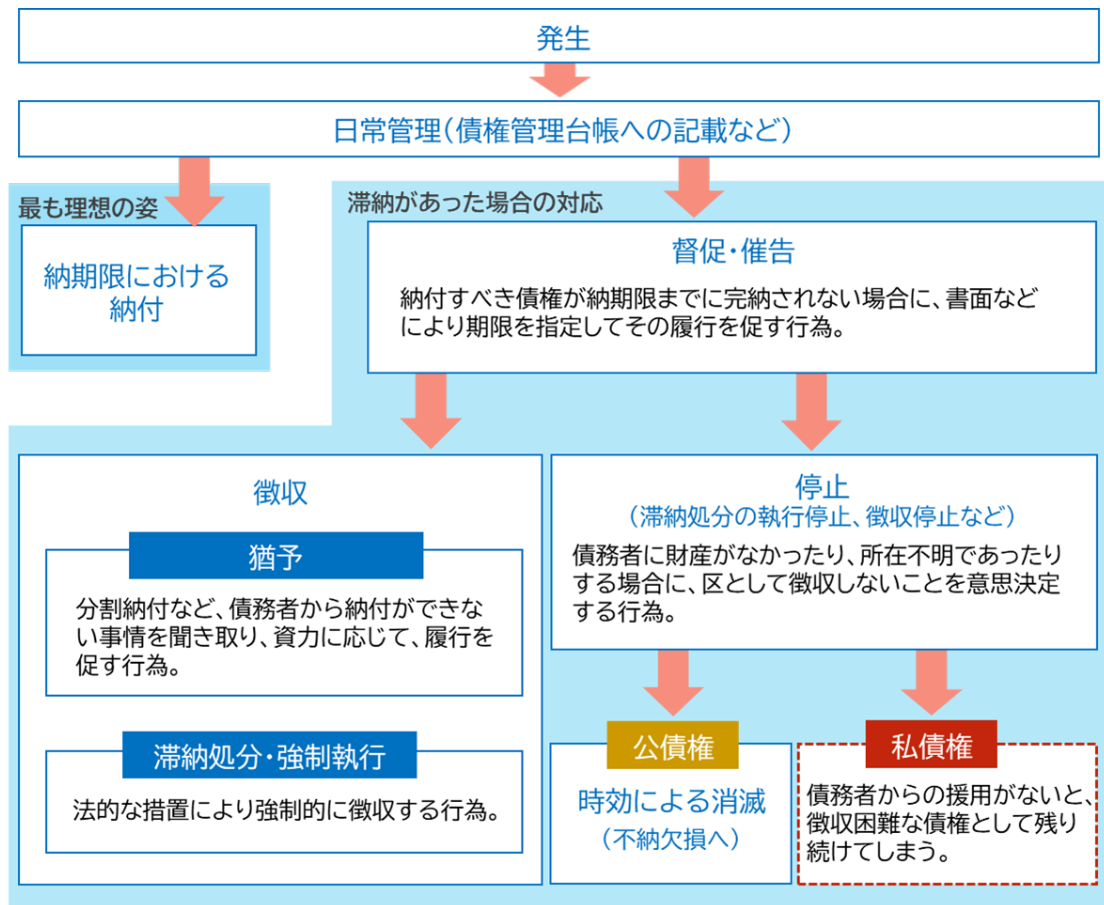 発生
日常管理(債権管理台帳への記載など)
最も理想の姿
納期限における
納付
滞納があった場合の対応
督促・催告
納付すべき債権が納期限までに完納されない場合に、書面など
により期限を指定してその履行を促す行為。
徴収
猶予
分割納付など、債務者から納付ができな
い事情を聞き取り、資力に応じて、履行を
促す行為。
滞納処分・強制執行
法的な措置により強制的に徴収する行為。
停止
(滞納処分の執行停止、徴収停止など)
債務者に財産がなかったり、所在不明であったり
する場合に、区として徴収しないことを意思決定
する行為。
公債権
時効による消滅
(不納欠損へ)
私債権
債務者からの援用がないと、
徴収困難な債権として残り
続けてしまう。